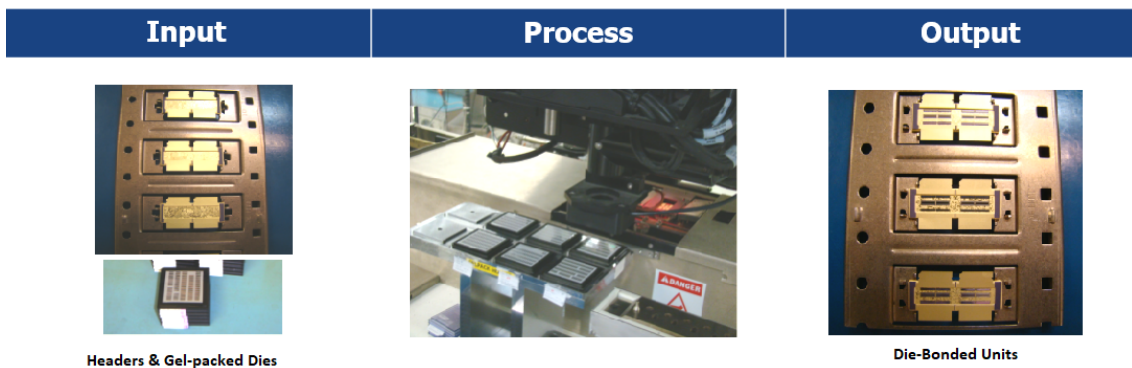 Input
Process
Output
DANGER
Headers & Gel-packed Dies
Die-Bonded Units